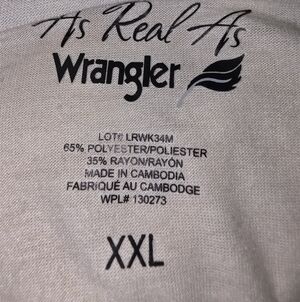 As Real As
Wrangler
LOT# LRWK34M
65% POLYESTER/POLIESTER
35% RAYON/RAYÓN
MADE IN CAMBODIA
FABRIQUÉ AU CAMBODGE
WPL# 130273
XXL